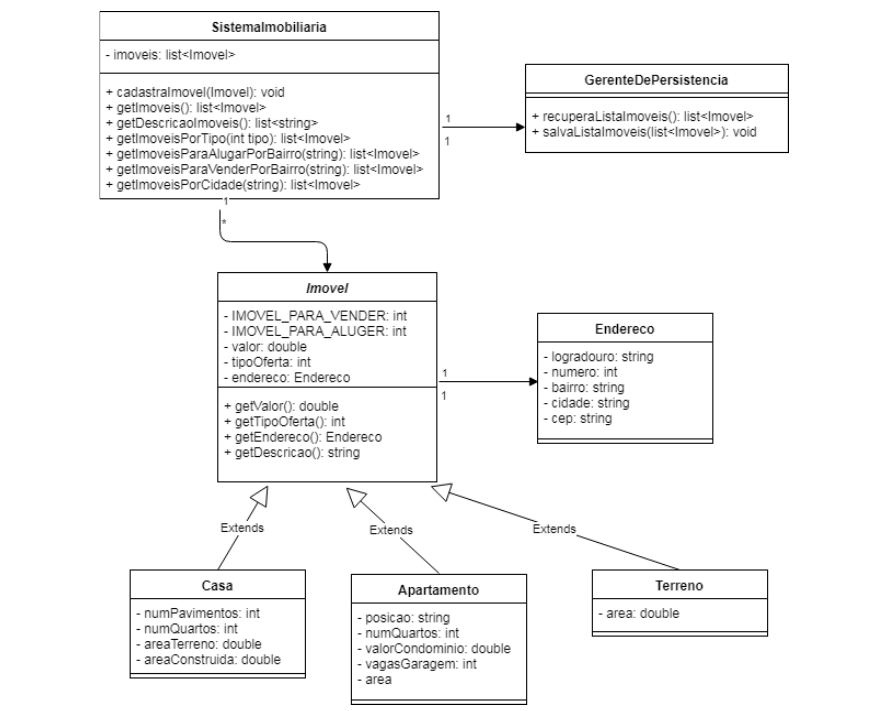 SistemaImobiliaria
- imoveis: list<Imovel>
+ cadastraImovel(Imovel): void
+ getImoveis(): list<Imovel>
+ getDescricaoImoveis(): list<string>
+ getImoveisPorTipo(int tipo): list<Imovel>
+ getImoveisParaAlugarPorBairro(string): list<Imovel>
+ getImoveisParaVenderPorBairro(string): list<Imovel>
+ getImoveisPorCidade(string): list<Imovel>
1
1
GerenteDePersistencia
+ recuperaListaImoveis(): list<Imovel>
+ salvaListaImoveis(list<Imovel>): void
1
*
Imovel
- IMOVEL_PARA_VENDER: int
- IMOVEL_PARA_ALUGER: int
- valor: double
- tipoOferta: int
- endereco: Endereco
+ getValor(): double
+ getTipoOferta(): int
+ getEndereco(): Endereco
+ getDescricao(): string
1
1
Endereco
- logradouro: string
- numero: int
- bairro: string
- cidade: string
- cep: string
Extends
Extends
Extends
Casa
- numPavimentos: int
- numQuartos: int
- areaTerreno: double
- areaConstruida: double
Apartamento
- posicao: string
- numQuartos: int
- valorCondominio: double
- vagasGaragem: int
- area
Terreno
- area: double